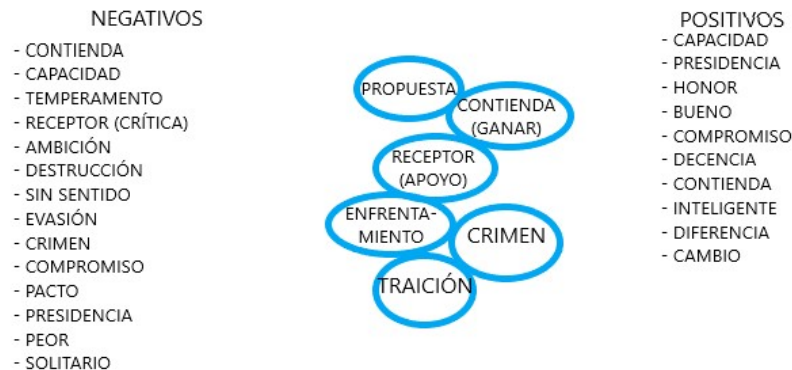 NEGATIVOS
- CONTIENDA
- CAPACIDAD
- TEMPERAMENTO
- RECEPTOR (CRÍTICA)
- AMBICIÓN
- DESTRUCCIÓN
- SIN SENTIDO
- EVASIÓN
- CRIMEN
- COMPROMISO
- PACTO
- PRESIDENCIA
- PEOR
- SOLITARIO
PROPUESTA
CONTIENDA
(GANAR)
RECEPTOR
(APOYO)
ENFRENTA-
MIENTO
CRIMEN
TRAICIÓN
POSITIVOS
- CAPACIDAD
- PRESIDENCIA
- HONOR
- BUENO
- COMPROMISO
- DECENCIA
- CONTIENDA
- INTELIGENTE
- DIFERENCIA
- CAMBIO